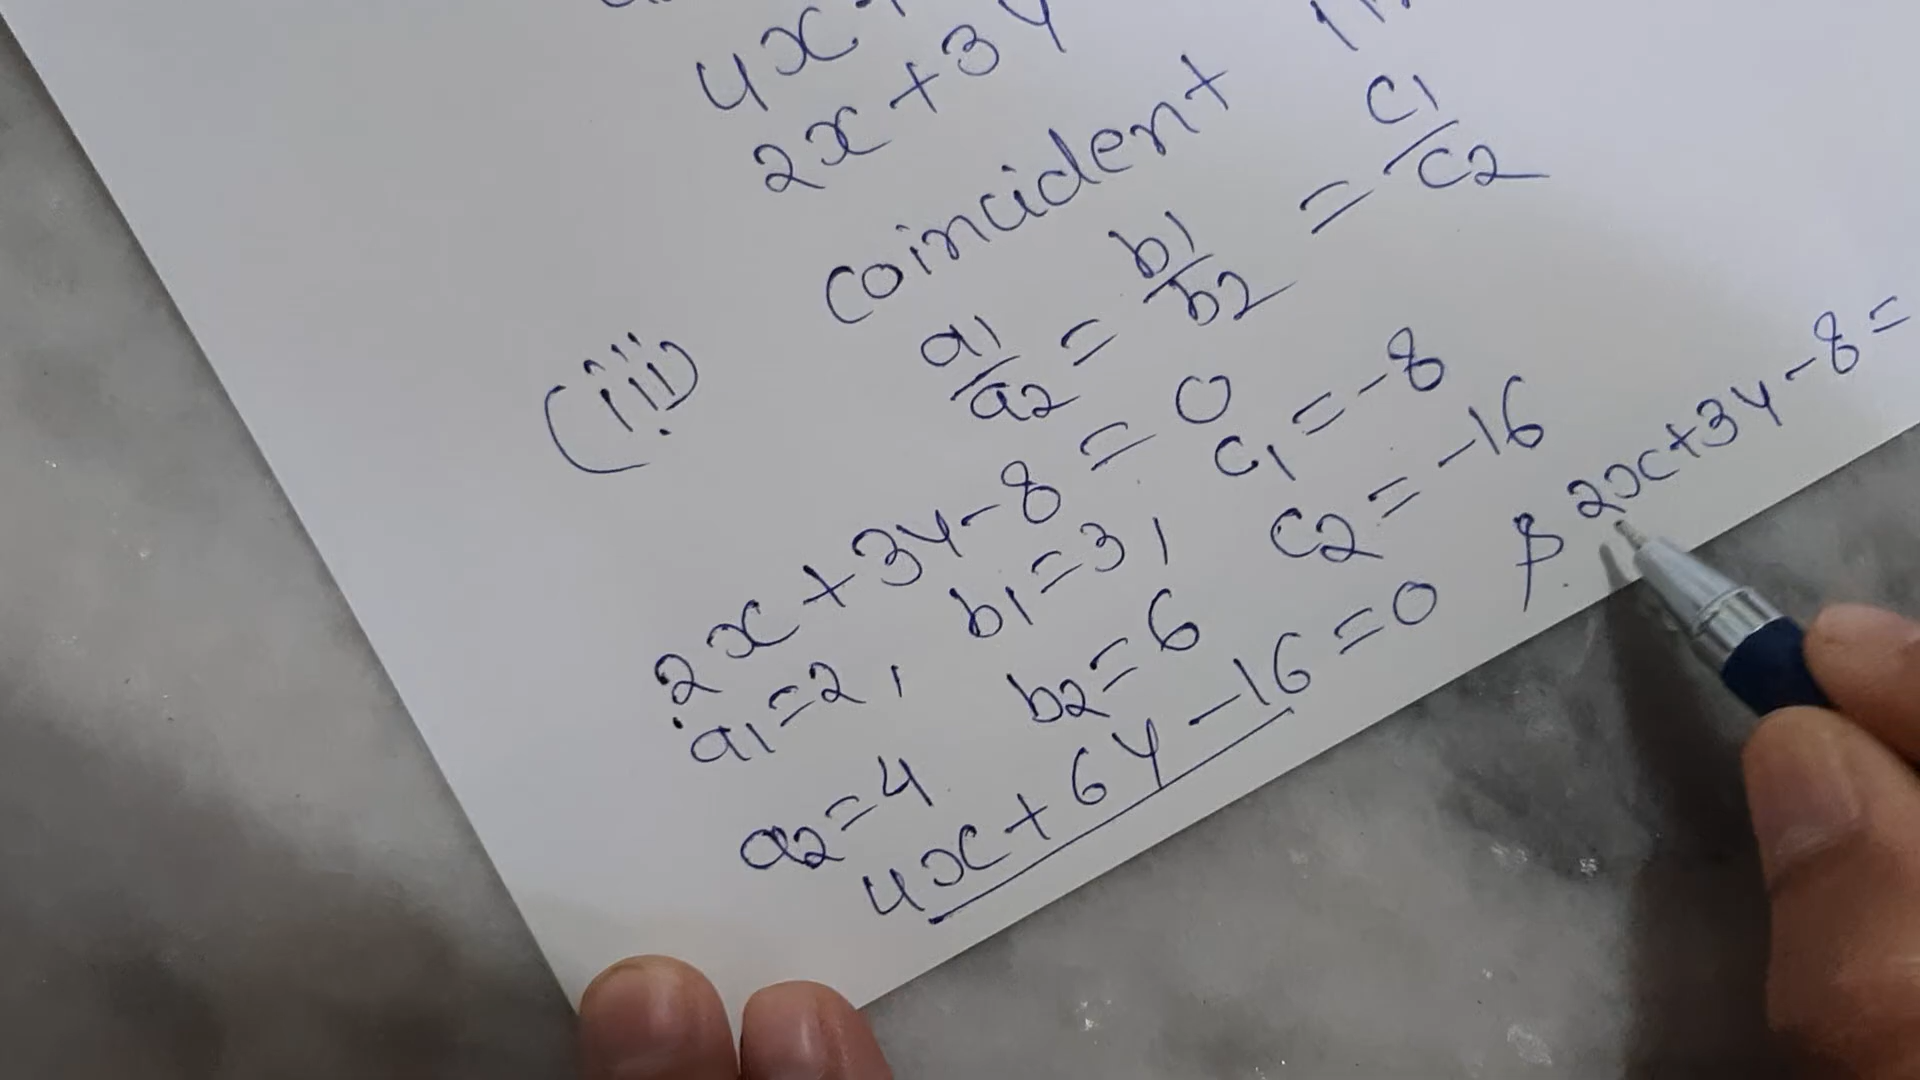 4x
2x + 3y
coincident
(iii) a1/a2 = b1/b2 = c1/c2
2x + 3y - 8 = 0
a1 = 2, b1 = 3, c1 = -8
a2 = 4 b2 = 6 c2 = -16
4x + 6y - 16 = 0
2x + 3y - 8 =